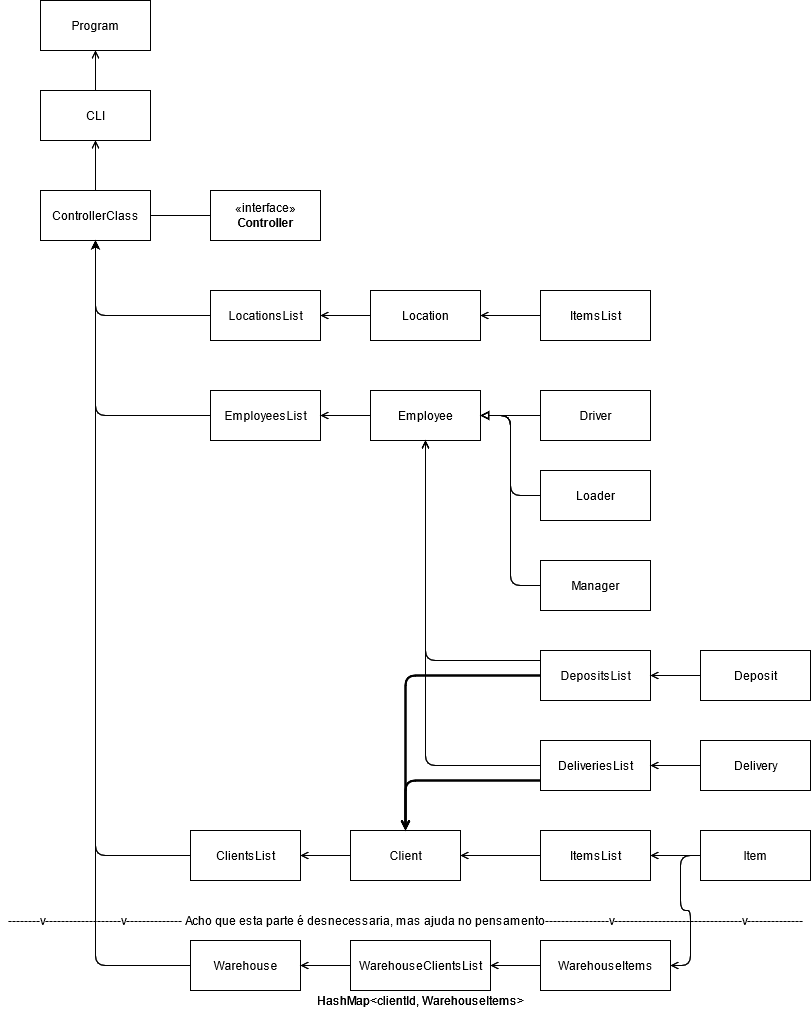 Program
CLI
ControllerClass
«interface»
Controller
LocationsList
Location
ItemsList
EmployeesList
Employee
Driver
Loader
Manager
DepositsList
Deposit
DeliveriesList
Delivery
ClientsList
Client
ItemsList
Item
---------v--------------------v--------------- Acho que esta parte é desnecessaria, mas ajuda no pensamento-----------------v---------------------------------v---------------
Warehouse
WarehouseClientsList
WarehouseItems
HashMap<clientId, WarehouseItems>